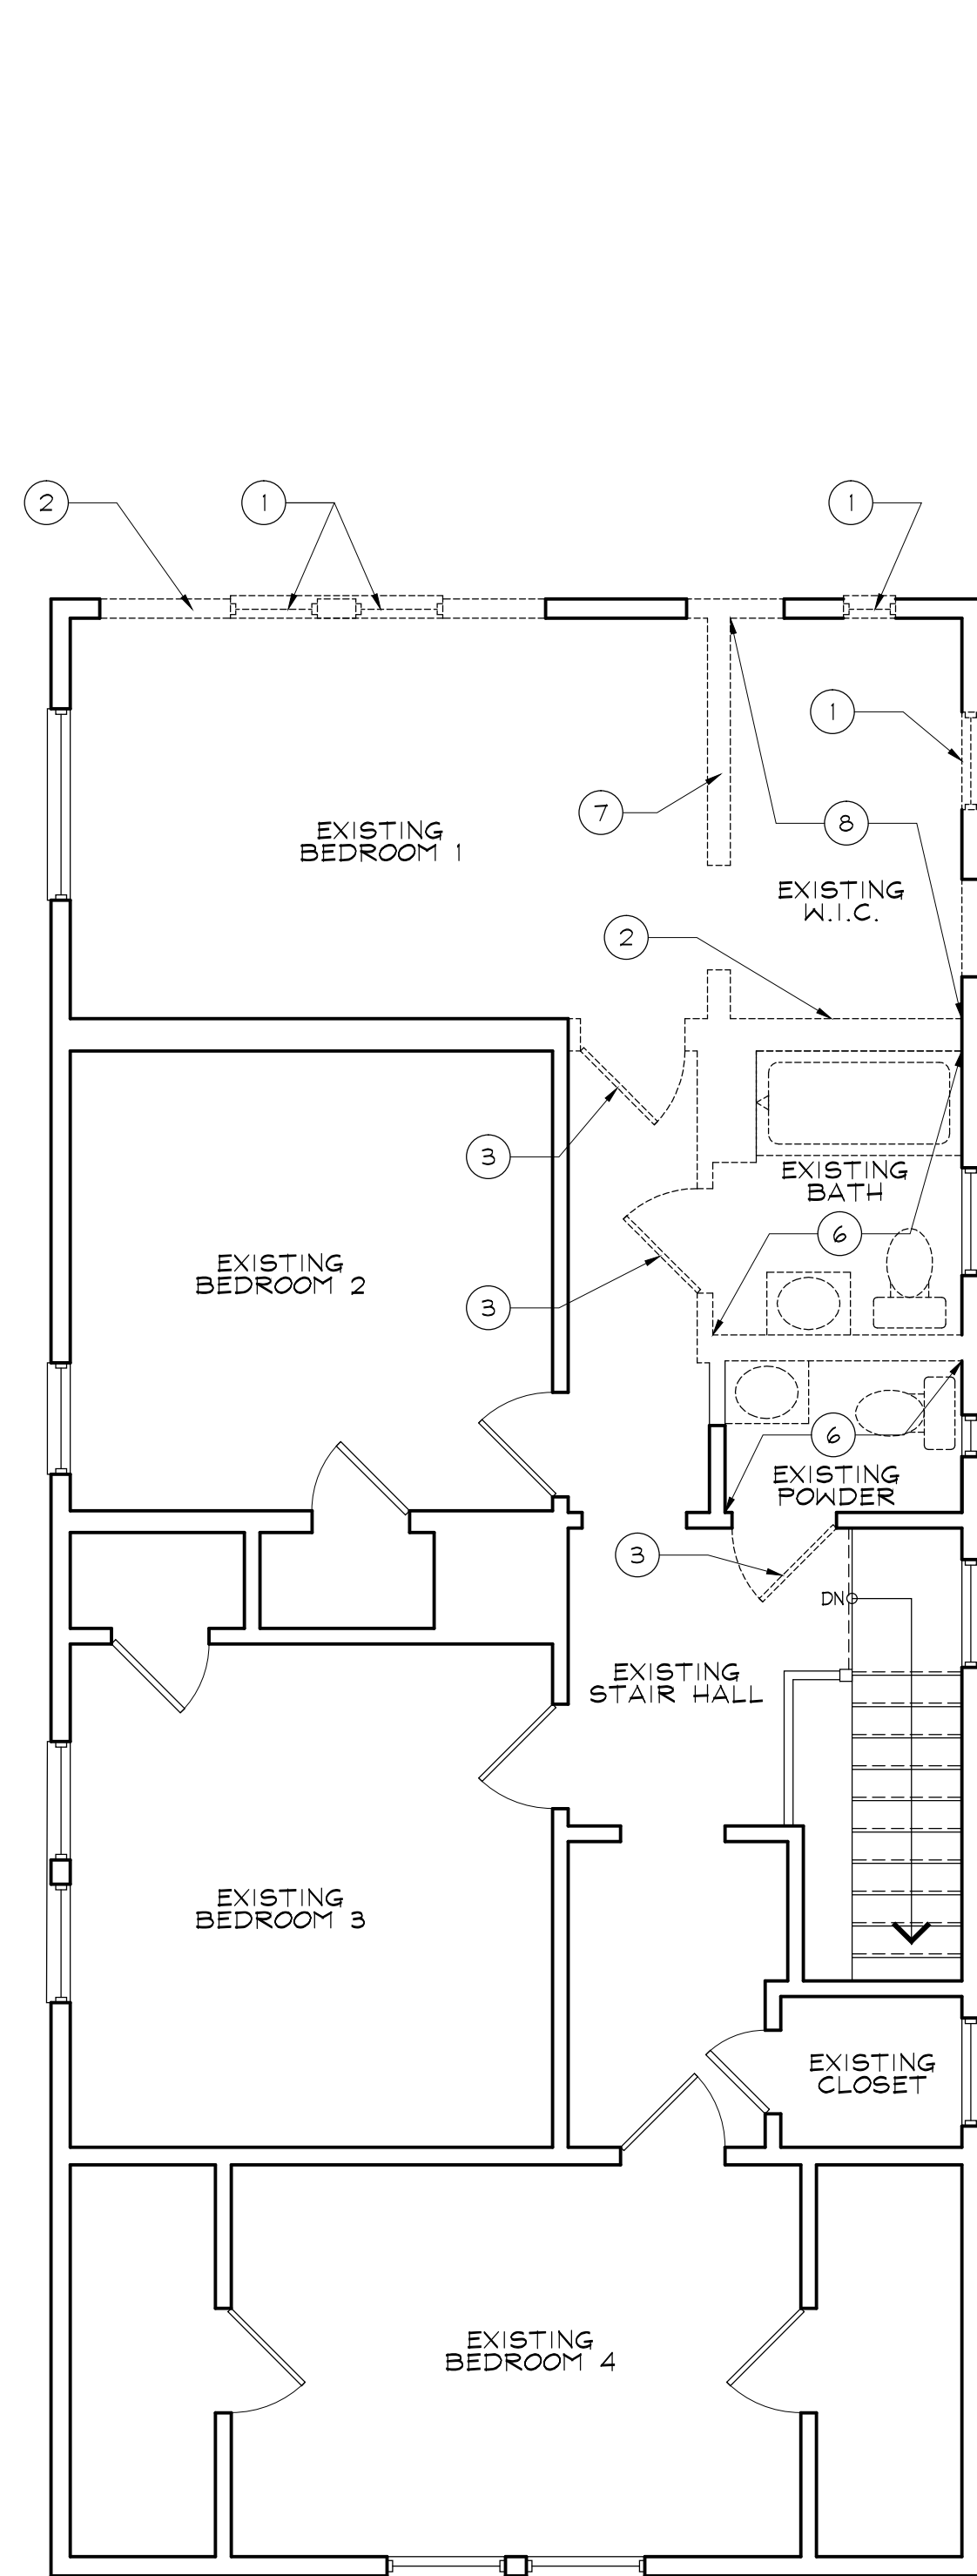 2
1
1
1
7
8
EXISTING
BEDROOM 1
EXISTING
W.I.C.
2
3
EXISTING
BATH
6
EXISTING
BEDROOM 2
3
6
EXISTING
POWDER
3
DN
EXISTING
STAIR HALL
EXISTING
BEDROOM 3
EXISTING
CLOSET
EXISTING
BEDROOM 4